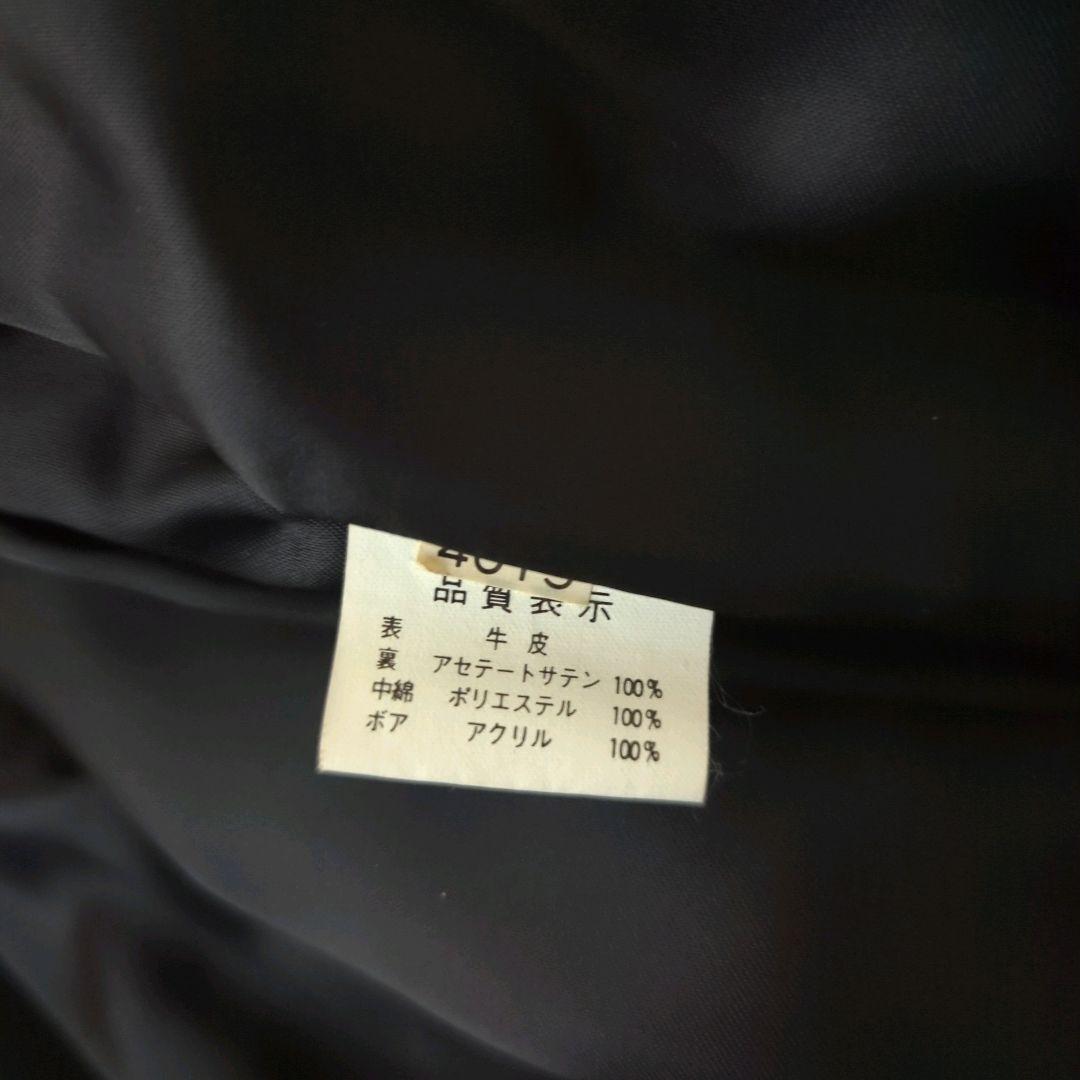 品質表示
表 牛皮
裏 アセテートサテン 100%
中綿 ポリエステル 100%
ボア アクリル 100%